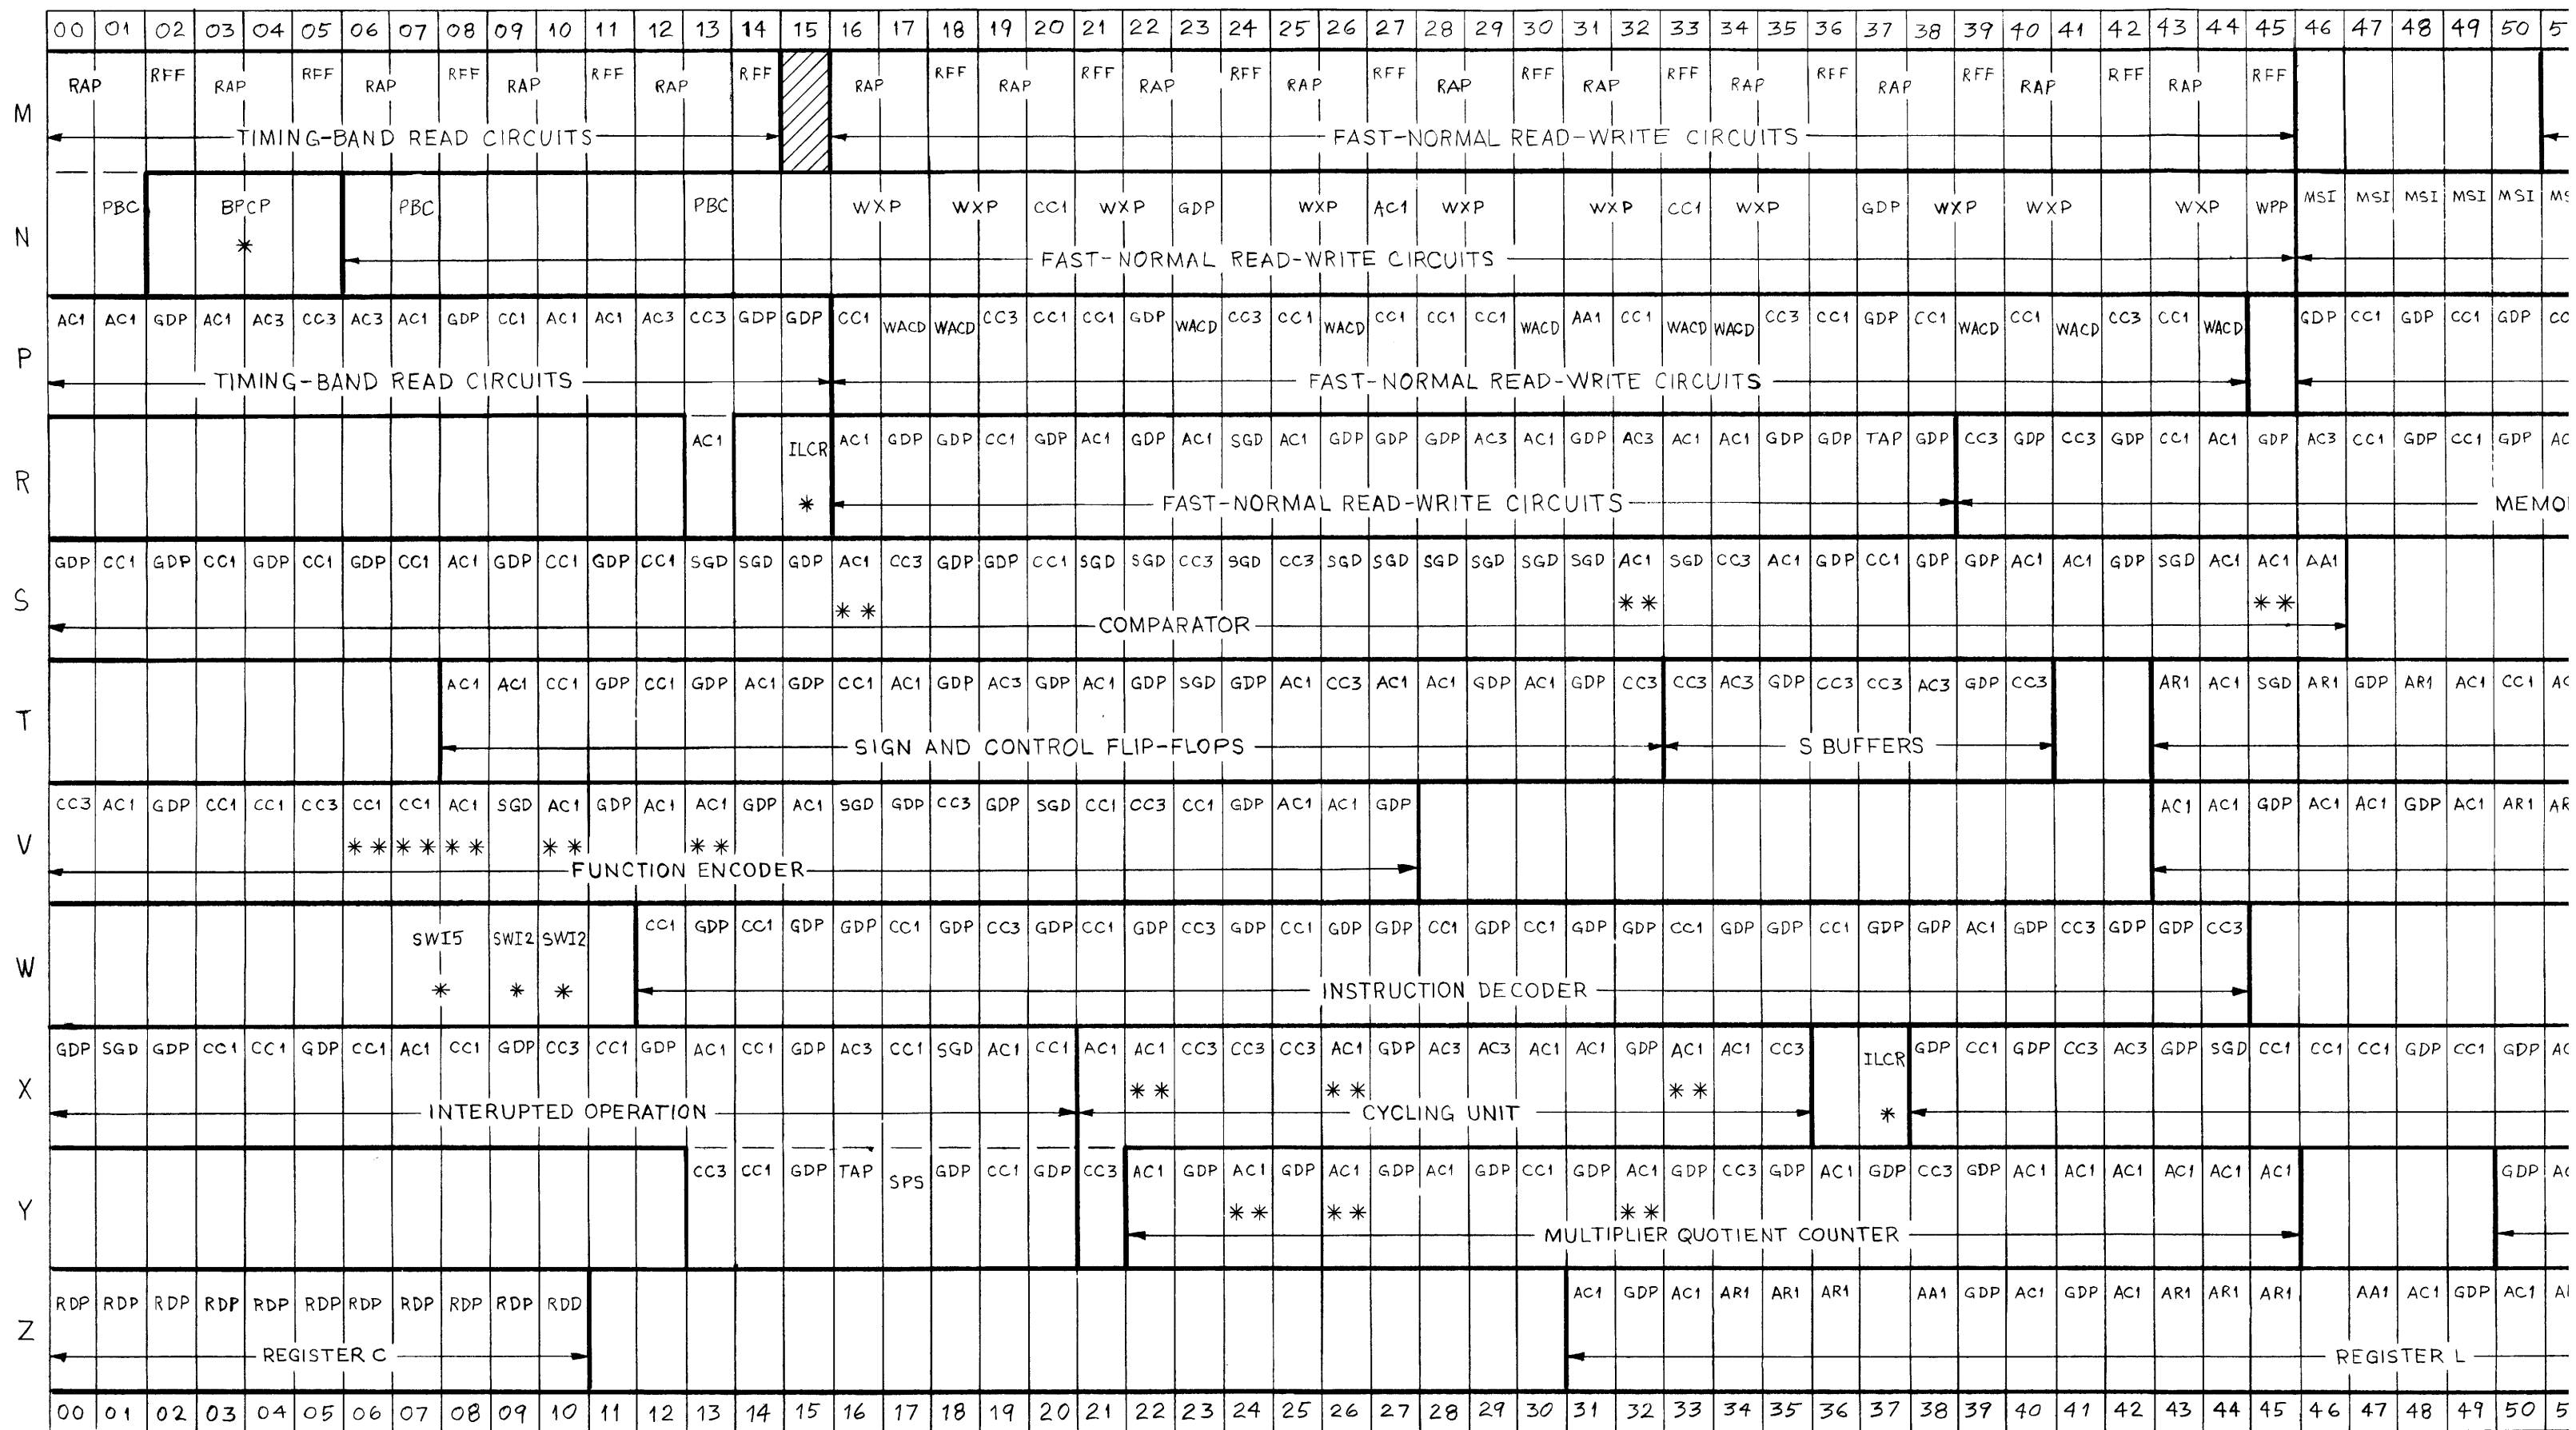 00 01 02 03 04 05 06 07 08 09 10 11 12 13 14 15 16 17 18 19 20 21 22 23 24 25 26 27 28 29 30 31 32 33 34 35 36 37 38 39 40 41 42 43 44 45 46 47 48 49 50
RAP RFF RAP RFF RAP RFF RAP RFF RAP RFF RAP RFF RAP RFF RAP RFF RAP RFF RAP RFF RAP RFF RAP RFF RAP RFF RAP RFF RAP RFF
M
TIMING-BAND READ CIRCUITS FAST-NORMAL READ-WRITE CIRCUITS
PBC BPCP PBC PBC WXP WXP CC1 WXP GDP WXP AC1 WXP WXP CC1 WXP GDP WXP WXP WXP WPP MSI MSI MSI MSI MSI
N
*
FAST-NORMAL READ-WRITE CIRCUITS
AC1 AC1 GDP AC1 AC3 CC3 AC3 AC1 GDP CC1 AC1 AC1 AC3 CC3 GDP GDP CC1 WACD WACD CC3 CC1 CC1 GDP WACD CC3 CC1 WACD CC1 CC1 CC1 WACD AA1 CC1 WACD WACD CC3 CC1 GDP CC1 WACD CC1 WACD CC3 CC1 WACD GDP CC1 GDP CC1 GDP
P
TIMING-BAND READ CIRCUITS FAST-NORMAL READ-WRITE CIRCUITS
AC1 ILCR AC1 GDP GDP CC1 GDP AC1 GDP AC1 SGD AC1 GDP GDP GDP AC3 AC1 GDP AC3 AC1 AC1 GDP GDP TAP GDP CC3 GDP CC3 GDP CC1 AC1 GDP AC3 CC1 GDP CC1 GDP
R
* FAST-NORMAL READ-WRITE CIRCUITS
GDP CC1 GDP CC1 GDP CC1 GDP CC1 AC1 GDP CC1 GDP CC1 SGD SGD GDP AC1 CC3 GDP GDP CC1 SGD SGD CC3 SGD CC3 SGD SGD SGD SGD SGD SGD AC1 SGD CC3 AC1 GDP CC1 GDP GDP AC1 AC1 GDP SGD AC1 AC1 AA1
S
** ** **
COMPARATOR
AC1 AC1 CC1 GDP CC1 GDP AC1 GDP CC1 AC1 GDP AC3 GDP AC1 GDP SGD GDP AC1 CC3 AC1 AC1 GDP AC1 GDP CC3 CC3 AC3 GDP CC3 CC3 AC3 GDP CC3 AR1 AC1 SGD AR1 GDP AR1 AC1 CC1
T
SIGN AND CONTROL FLIP-FLOPS S BUFFERS
CC3 AC1 GDP CC1 CC1 CC3 CC1 CC1 AC1 SGD AC1 GDP AC1 AC1 GDP AC1 SGD GDP CC3 GDP SGD CC1 CC3 CC1 GDP AC1 AC1 GDP AC1 AC1 GDP AC1 AC1 GDP AC1 AR1
V
** ** ** ** **
FUNCTION ENCODER
SWI5 SWI2 SWI2 CC1 GDP CC1 GDP GDP CC1 GDP CC3 GDP CC1 GDP CC3 GDP CC1 GDP GDP CC1 GDP CC1 GDP GDP CC1 GDP GDP CC1 GDP GDP AC1 GDP CC3 GDP GDP CC3
W
* * * INSTRUCTION DECODER
GDP SGD GDP CC1 CC1 GDP CC1 AC1 CC1 GDP CC3 CC1 GDP AC1 CC1 GDP AC3 CC1 SGD AC1 CC1 AC1 AC1 CC3 CC3 CC3 AC1 GDP AC3 AC3 AC1 AC1 GDP AC1 AC1 CC3 ILCR GDP CC1 GDP CC3 AC3 GDP SGD CC1 CC1 CC1 GDP CC1 GDP
X
** ** **
INTERUPTED OPERATION CYCLING UNIT *
CC3 CC1 GDP TAP SPS GDP CC1 GDP CC3 AC1 GDP AC1 GDP AC1 GDP AC1 GDP CC1 GDP AC1 GDP CC3 GDP AC1 GDP CC3 GDP AC1 AC1 AC1 AC1 AC1 AC1 GDP
Y
** ** **
MULTIPLIER QUOTIENT COUNTER
RDP RDP RDP RDP RDP RDP RDP RDP RDP RDP RDD AC1 GDP AC1 AR1 AR1 AR1 AA1 GDP AC1 GDP AC1 AR1 AR1 AR1 AA1 AC1 GDP AC1
Z
REGISTER C REGISTER L
00 01 02 03 04 05 06 07 08 09 10 11 12 13 14 15 16 17 18 19 20 21 22 23 24 25 26 27 28 29 30 31 32 33 34 35 36 37 38 39 40 41 42 43 44 45 46 47 48 49 50